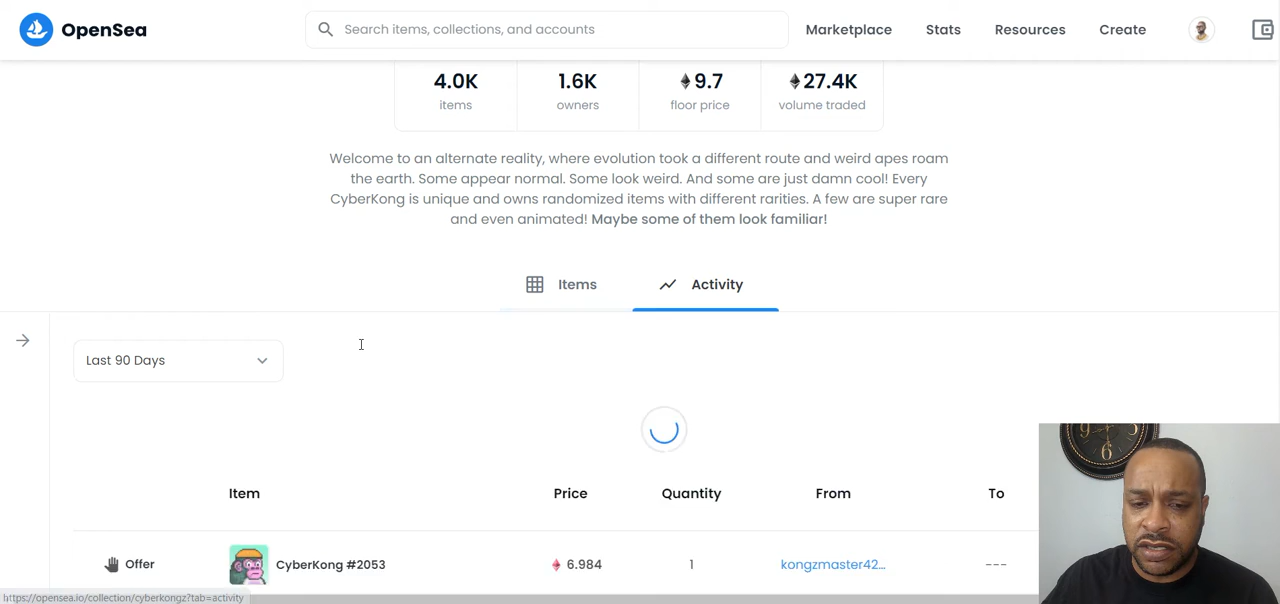 OpenSea
Search items, collections, and accounts
Marketplace
Stats
Resources
Create
4.0K
items
1.6K
owners
9.7
floor price
27.4K
volume traded
Welcome to an alternate reality, where evolution took a different route and weird apes roam
the earth. Some appear normal. Some look weird. And some are just damn cool! Every
CyberKong is unique and owns randomized items with different rarities. A few are super rare
and even animated! Maybe some of them look familiar!
Items
Activity
Last 90 Days
Item
Price
Quantity
From
To
Offer
CyberKong #2053
6.984
1
kongzmaster42...
---
https://opensea.io/collection/cyberkongz?tab=activity
9
6